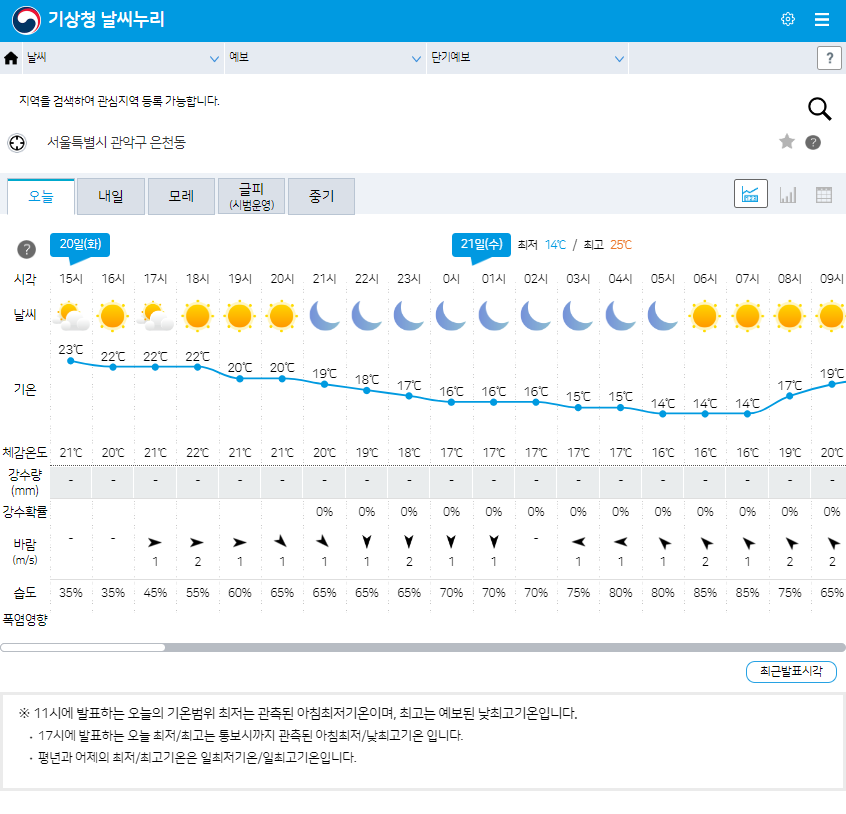 기상청 날씨누리
날씨 예보 단기예보 ?
지역을 검색하여 관심지역 등록 가능합니다.
서울특별시 관악구 은천동 ?
오늘 내일 모레 글피 (시범운영) 중기
? 20일(화) 21일(수) 최저 14℃ / 최고 25℃
시각 15시 16시 17시 18시 19시 20시 21시 22시 23시 0시 01시 02시 03시 04시 05시 06시 07시 08시 09시
날씨
기온 23℃ 22℃ 22℃ 22℃ 20℃ 20℃ 19℃ 18℃ 17℃ 16℃ 16℃ 16℃ 15℃ 15℃ 14℃ 14℃ 14℃ 17℃ 19℃
체감온도 21℃ 20℃ 21℃ 22℃ 21℃ 21℃ 20℃ 19℃ 18℃ 17℃ 17℃ 17℃ 17℃ 17℃ 16℃ 16℃ 16℃ 19℃ 20℃
강수량 (mm) - - - - - - - - - - - - - - - - - - -
강수확률 0% 0% 0% 0% 0% 0% 0% 0% 0% 0% 0% 0% 0%
바람 (m/s) - - 1 2 1 1 1 1 2 1 1 - 1 1 1 2 1 2 2
습도 35% 35% 45% 55% 60% 65% 65% 65% 65% 70% 70% 70% 75% 80% 80% 85% 85% 75% 65%
폭염영향
최근발표시각
※ 11시에 발표하는 오늘의 기온범위 최저는 관측된 아침최저기온이며, 최고는 예보된 낮최고기온입니다.
· 17시에 발표하는 오늘 최저/최고는 통보시까지 관측된 아침최저/낮최고기온 입니다.
· 평년과 어제의 최저/최고기온은 일최저기온/일최고기온입니다.